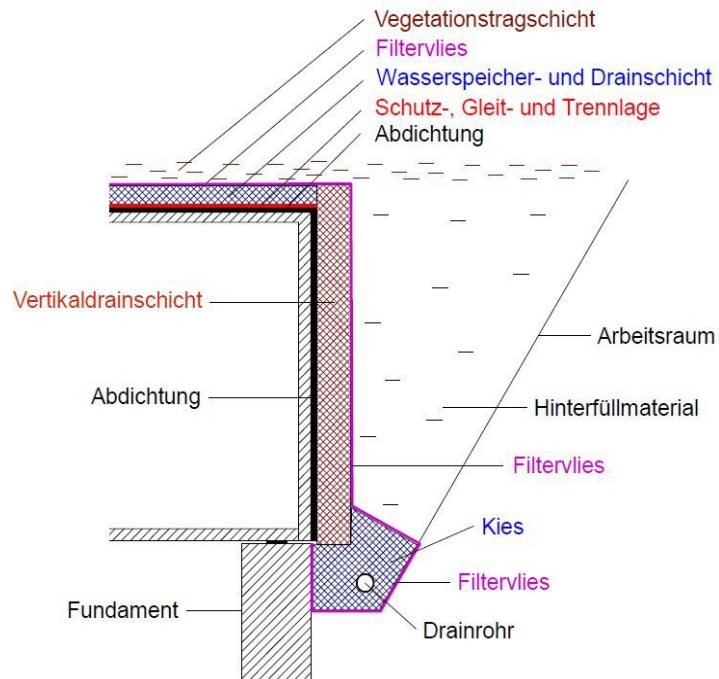 Vegetationstragschicht
Filtervlies
Wasserspeicher- und Drainschicht
Schutz-, Gleit- und Trennlage
Abdichtung
Vertikaldrainschicht
Arbeitsraum
Abdichtung
Hinterfüllmaterial
Filtervlies
Kies
Filtervlies
Fundament
Drainrohr